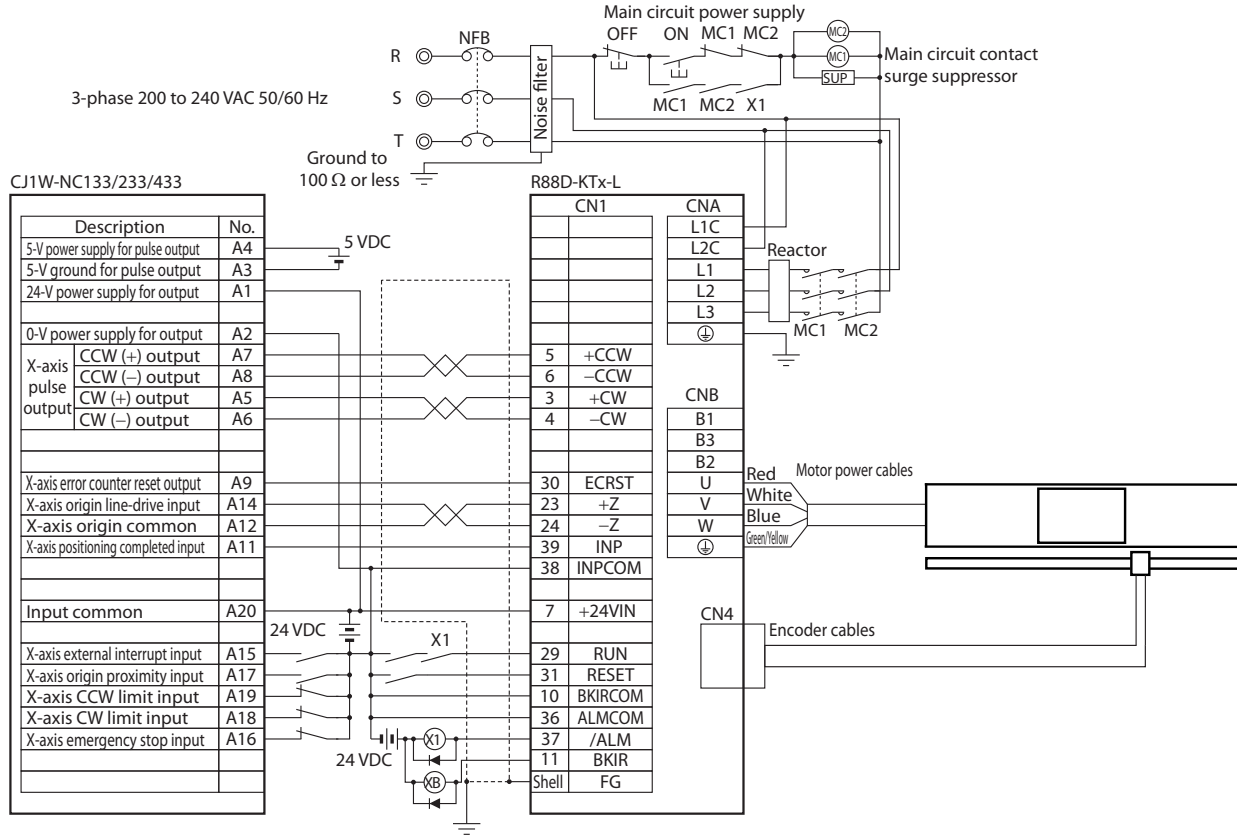 Main circuit power supply
OFF ON MC1 MC2
MC2
NFB
R
MC1
Main circuit contact
surge suppressor
SUP
Noise filter
3-phase 200 to 240 VAC 50/60 Hz
S
MC1 MC2 X1
T
Ground to
100 Ω or less
CJ1W-NC133/233/433
Description No.
5-V power supply for pulse output A4
5-V ground for pulse output A3
24-V power supply for output A1
0-V power supply for output A2
X-axis pulse output
CCW (+) output A7
CCW (−) output A8
CW (+) output A5
CW (−) output A6
X-axis error counter reset output A9
X-axis origin line-drive input A14
X-axis origin common A12
X-axis positioning completed input A11
Input common A20
X-axis external interrupt input A15
X-axis origin proximity input A17
X-axis CCW limit input A19
X-axis CW limit input A18
X-axis emergency stop input A16
5 VDC
24 VDC
X1
24 VDC
X1
XB
R88D-KTx-L
CN1
5 +CCW
6 −CCW
3 +CW
4 −CW
30 ECRST
23 +Z
24 −Z
39 INP
38 INPCOM
7 +24VIN
29 RUN
31 RESET
10 BKIRCOM
36 ALMCOM
37 /ALM
11 BKIR
Shell FG
CNA
L1C
L2C
L1
L2
L3
Reactor
MC1 MC2
CNB
B1
B3
B2
U
V
W
Red
White
Blue
Green/Yellow
Motor power cables
CN4
Encoder cables